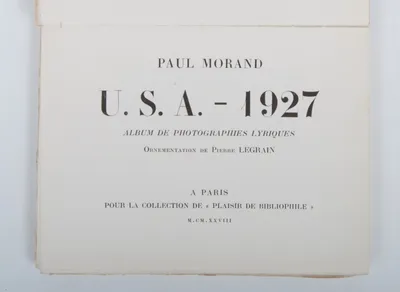 PAUL MORAND
U. S. A. - 1927
ALBUM DE PHOTOGRAPHIES LYRIQUES
ORNEMENTATION DE PIERRE LEGRAIN
A PARIS
POUR LA COLLECTION DE « PLAISIR DE BIBLIOPHILE »
M.CM.XXVIII